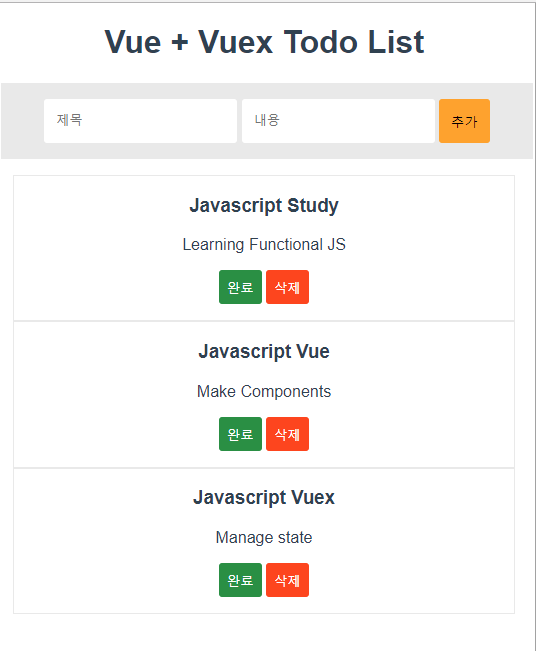 Vue + Vuex Todo List
제목 내용 추가
Javascript Study
Learning Functional JS
완료 삭제
Javascript Vue
Make Components
완료 삭제
Javascript Vuex
Manage state
완료 삭제